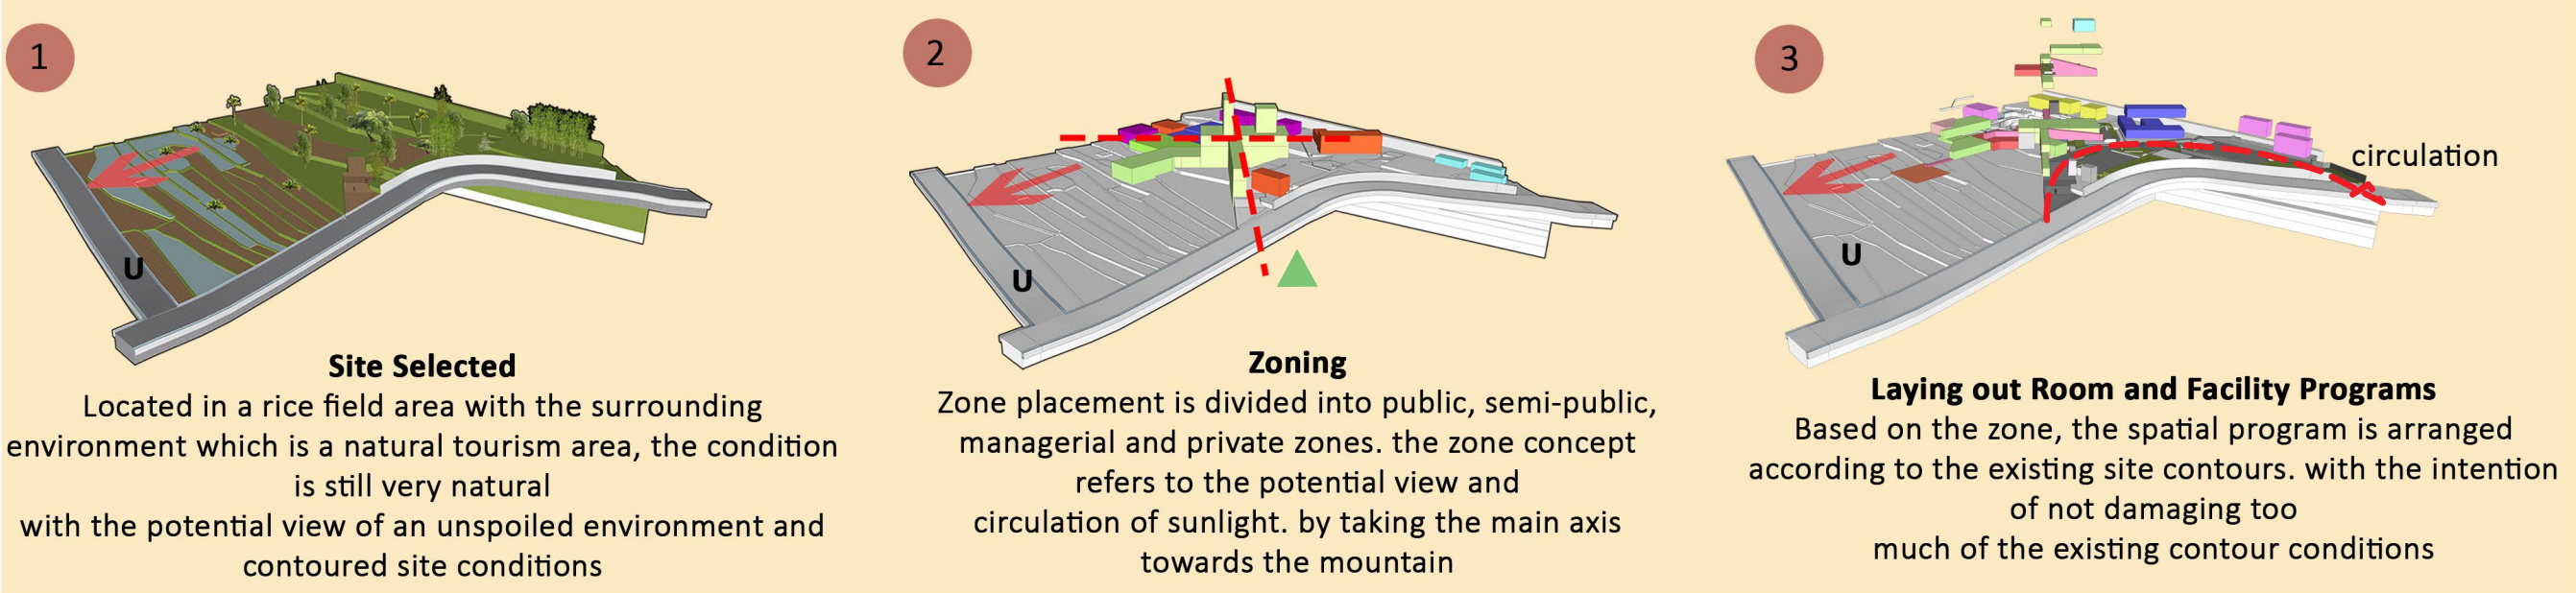 1
U
Site Selected
Located in a rice field area with the surrounding
environment which is a natural tourism area, the condition
is still very natural
with the potential view of an unspoiled environment and
contoured site conditions
2
U
Zoning
Zone placement is divided into public, semi-public,
managerial and private zones. the zone concept
refers to the potential view and
circulation of sunlight. by taking the main axis
towards the mountain
3
circulation
U
Laying out Room and Facility Programs
Based on the zone, the spatial program is arranged
according to the existing site contours. with the intention
of not damaging too
much of the existing contour conditions